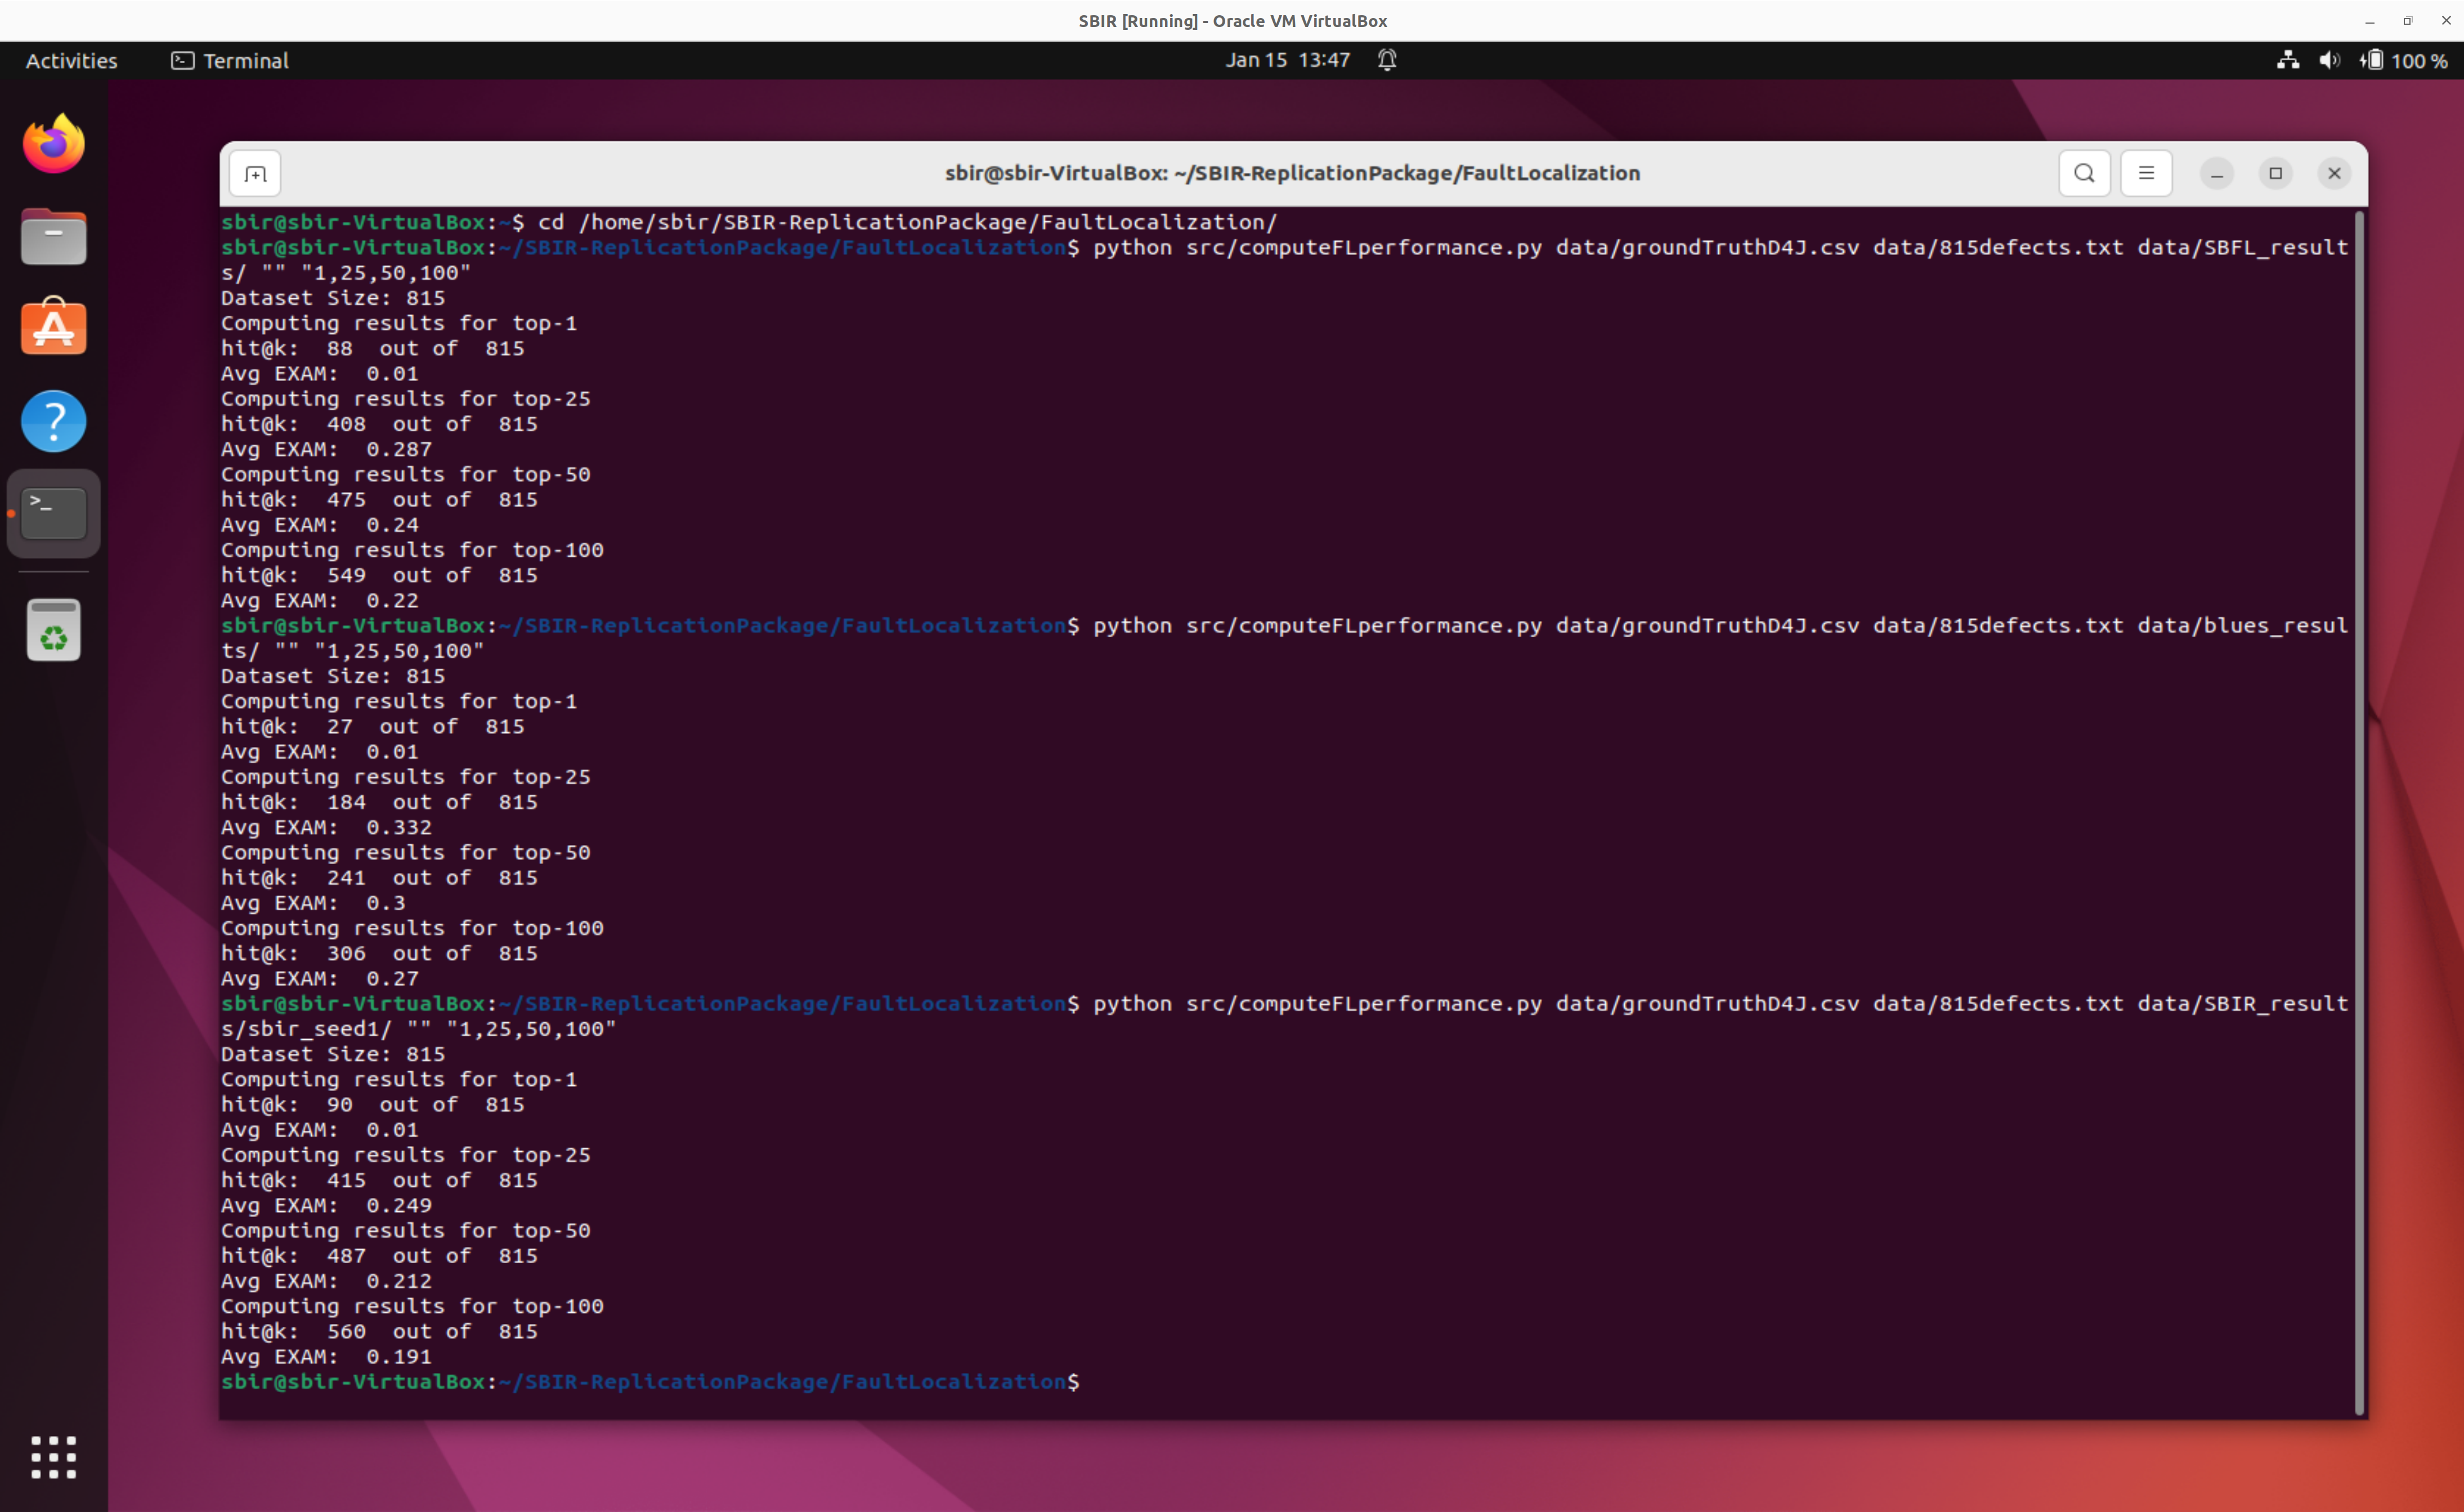 SBIR [Running] - Oracle VM VirtualBox
Activities
Terminal
Jan 15 13:47
100 %
sbir@sbir-VirtualBox: ~/SBIR-ReplicationPackage/FaultLocalization
sbir@sbir-VirtualBox:~$ cd /home/sbir/SBIR-ReplicationPackage/FaultLocalization/
sbir@sbir-VirtualBox:~/SBIR-ReplicationPackage/FaultLocalization$ python src/computeFLperformance.py data/groundTruthD4J.csv data/815defects.txt data/SBFL_result
s/ "" "1,25,50,100"
Dataset Size: 815
Computing results for top-1
hit@k:  88  out of  815
Avg EXAM:  0.01
Computing results for top-25
hit@k:  408  out of  815
Avg EXAM:  0.287
Computing results for top-50
hit@k:  475  out of  815
Avg EXAM:  0.24
Computing results for top-100
hit@k:  549  out of  815
Avg EXAM:  0.22
sbir@sbir-VirtualBox:~/SBIR-ReplicationPackage/FaultLocalization$ python src/computeFLperformance.py data/groundTruthD4J.csv data/815defects.txt data/blues_resul
ts/ "" "1,25,50,100"
Dataset Size: 815
Computing results for top-1
hit@k:  27  out of  815
Avg EXAM:  0.01
Computing results for top-25
hit@k:  184  out of  815
Avg EXAM:  0.332
Computing results for top-50
hit@k:  241  out of  815
Avg EXAM:  0.3
Computing results for top-100
hit@k:  306  out of  815
Avg EXAM:  0.27
sbir@sbir-VirtualBox:~/SBIR-ReplicationPackage/FaultLocalization$ python src/computeFLperformance.py data/groundTruthD4J.csv data/815defects.txt data/SBIR_result
s/sbir_seed1/ "" "1,25,50,100"
Dataset Size: 815
Computing results for top-1
hit@k:  90  out of  815
Avg EXAM:  0.01
Computing results for top-25
hit@k:  415  out of  815
Avg EXAM:  0.249
Computing results for top-50
hit@k:  487  out of  815
Avg EXAM:  0.212
Computing results for top-100
hit@k:  560  out of  815
Avg EXAM:  0.191
sbir@sbir-VirtualBox:~/SBIR-ReplicationPackage/FaultLocalization$